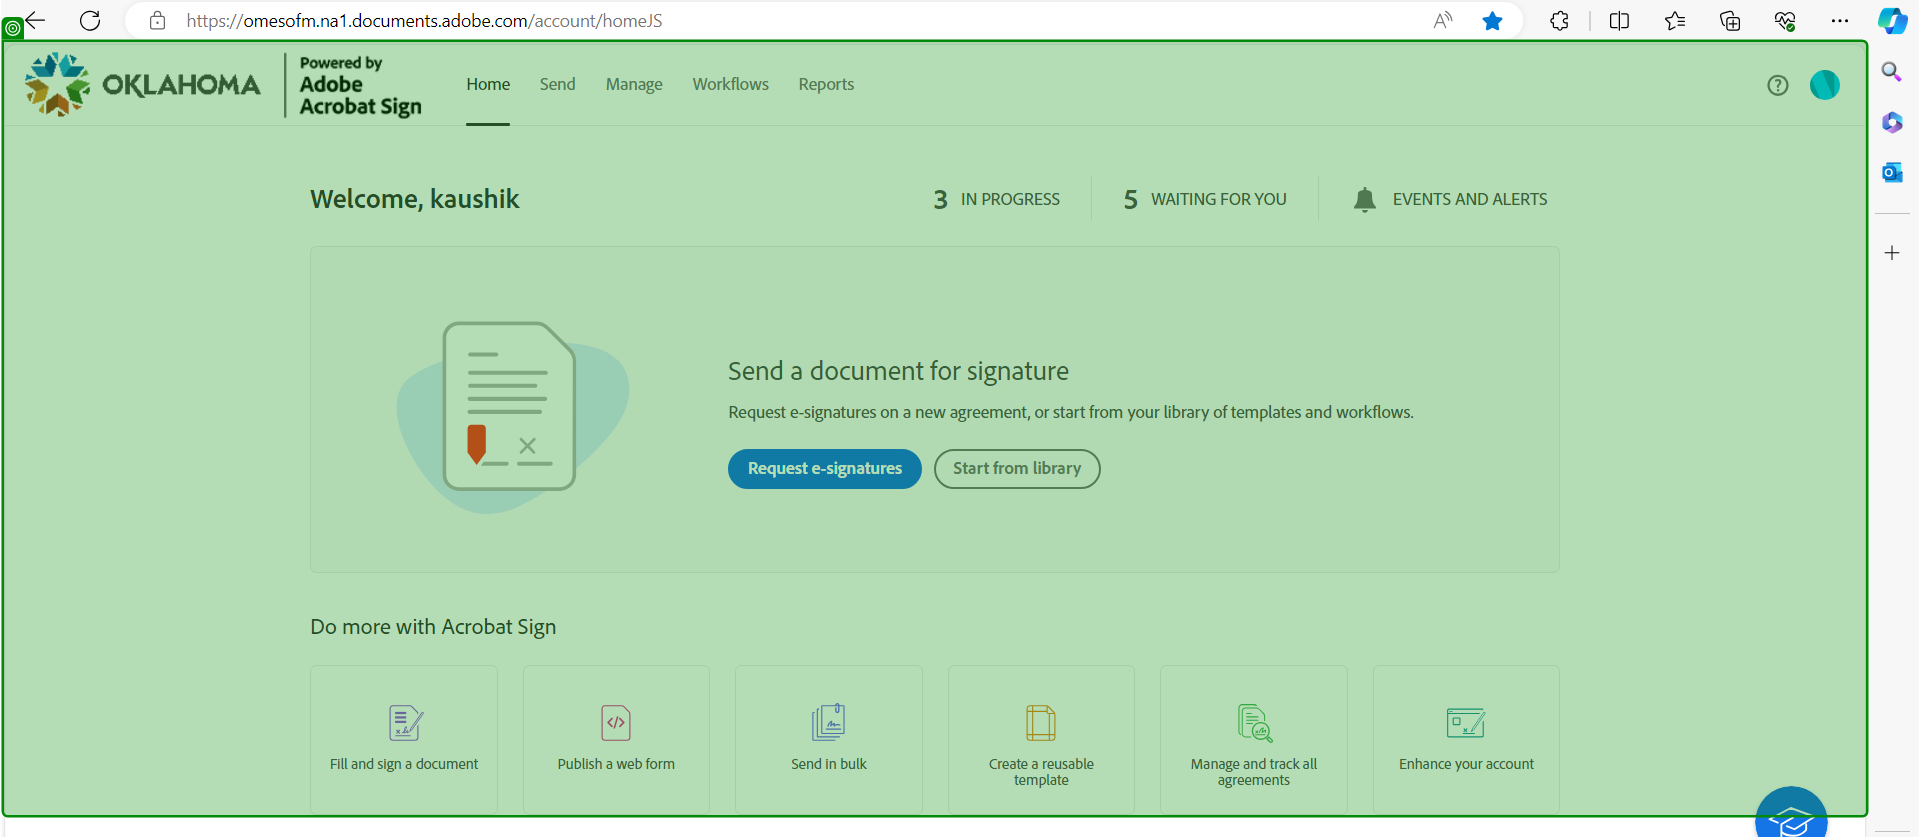 https://omesofm.na1.documents.adobe.com/account/homeJS
OKLAHOMA
Powered by
Adobe
Acrobat Sign
Home
Send
Manage
Workflows
Reports
Welcome, kaushik
3 IN PROGRESS
5 WAITING FOR YOU
EVENTS AND ALERTS
Send a document for signature
Request e-signatures on a new agreement, or start from your library of templates and workflows.
Request e-signatures
Start from library
Do more with Acrobat Sign
Fill and sign a document
Publish a web form
Send in bulk
Create a reusable
template
Manage and track all
agreements
Enhance your account